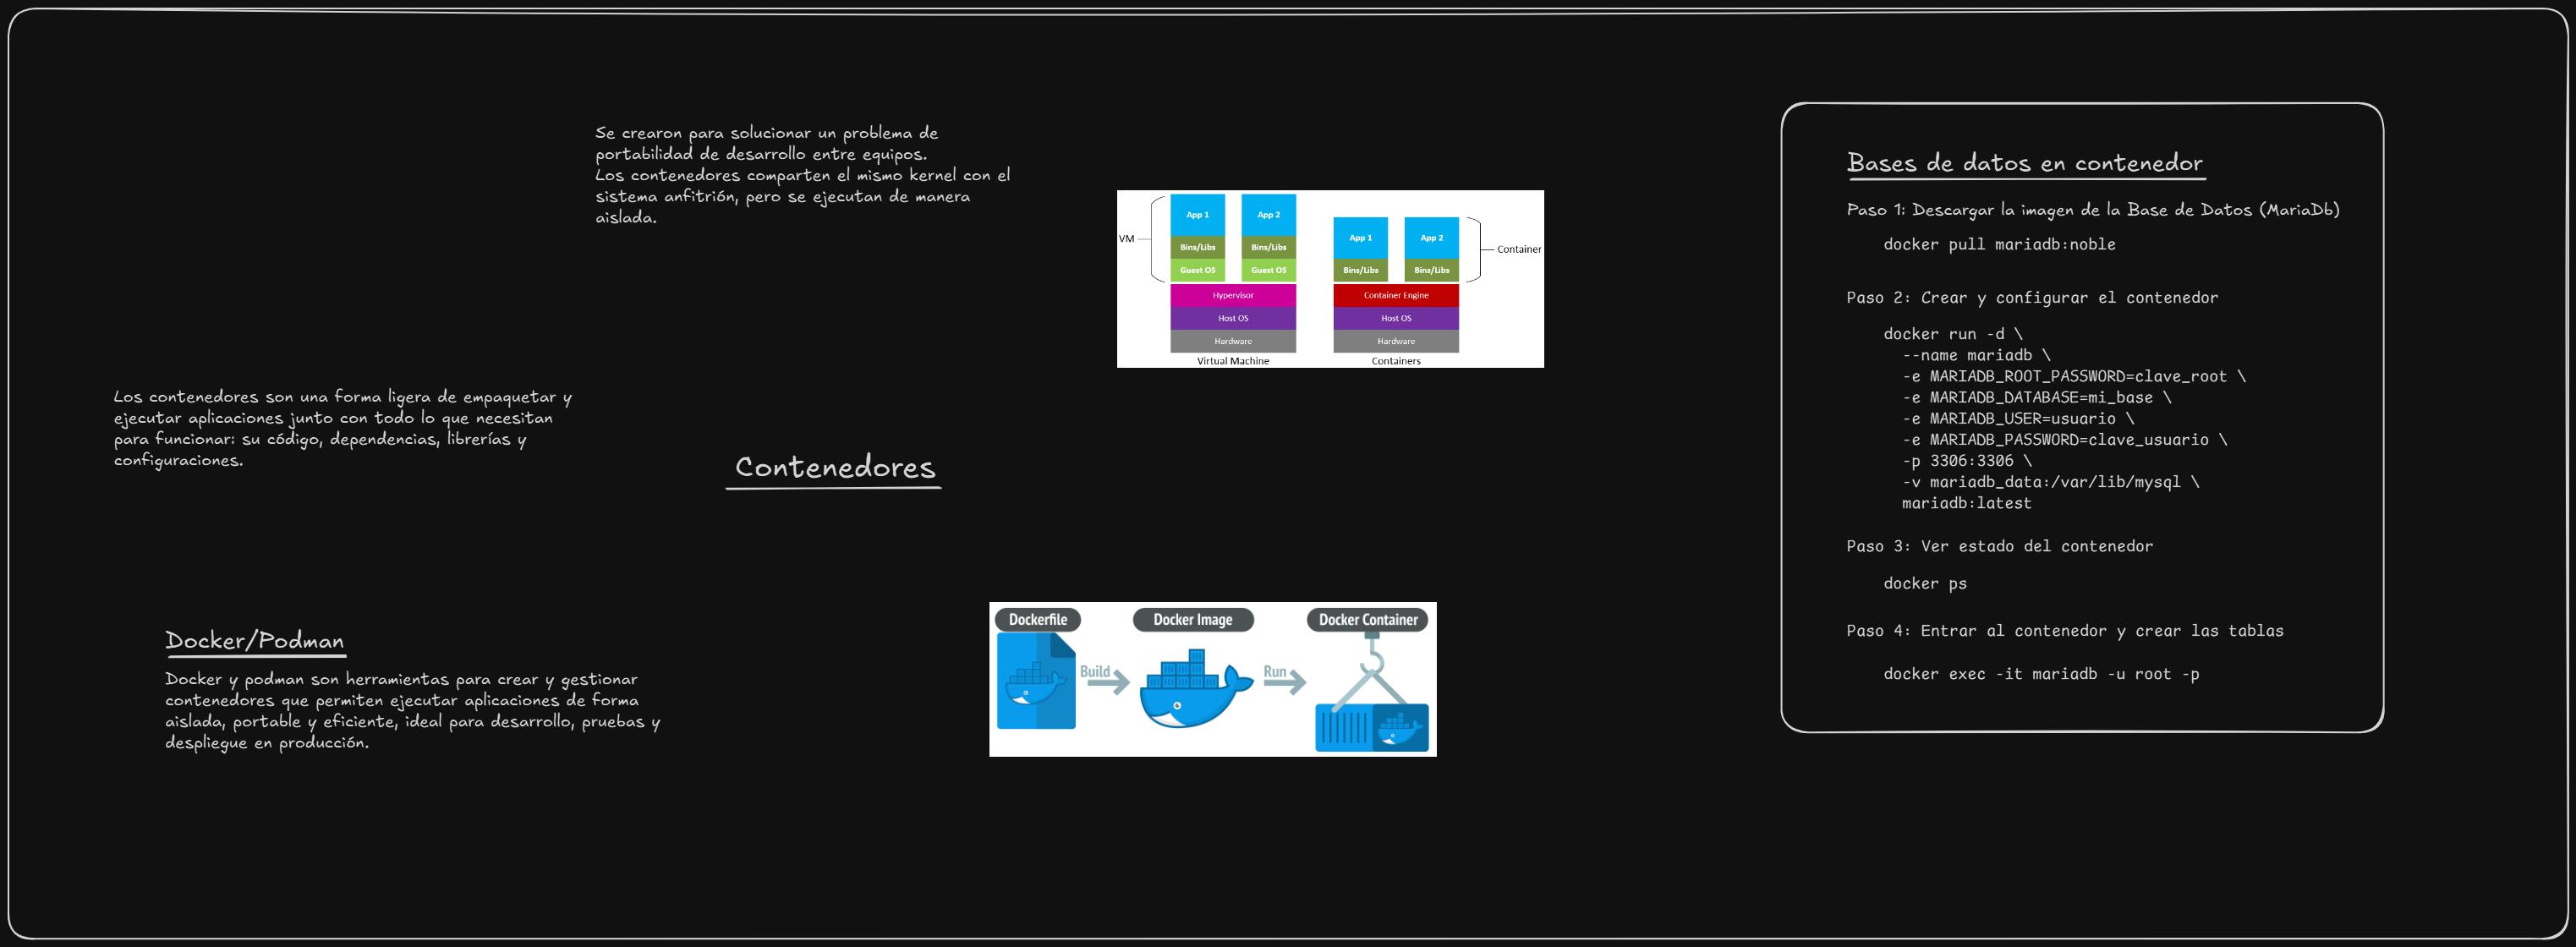 Se crearon para solucionar un problema de
portabilidad de desarrollo entre equipos.
Los contenedores comparten el mismo kernel con el
sistema anfitrión, pero se ejecutan de manera
aislada.
VM
App 1
App 2
Bins/Libs
Bins/Libs
Guest OS
Guest OS
Hypervisor
Host OS
Hardware
Virtual Machine
App 1
App 2
Bins/Libs
Bins/Libs
Container
Container Engine
Host OS
Hardware
Containers
Los contenedores son una forma ligera de empaquetar y
ejecutar aplicaciones junto con todo lo que necesitan
para funcionar: su código, dependencias, librerías y
configuraciones.
Contenedores
Docker/Podman
Docker y podman son herramientas para crear y gestionar
contenedores que permiten ejecutar aplicaciones de forma
aislada, portable y eficiente, ideal para desarrollo, pruebas y
despliegue en producción.
Dockerfile
Build
Docker Image
Run
Docker Container
Bases de datos en contenedor
Paso 1: Descargar la imagen de la Base de Datos (MariaDb)
docker pull mariadb:noble
Paso 2: Crear y configurar el contenedor
docker run -d \
--name mariadb \
-e MARIADB_ROOT_PASSWORD=clave_root \
-e MARIADB_DATABASE=mi_base \
-e MARIADB_USER=usuario \
-e MARIADB_PASSWORD=clave_usuario \
-p 3306:3306 \
-v mariadb_data:/var/lib/mysql \
mariadb:latest
Paso 3: Ver estado del contenedor
docker ps
Paso 4: Entrar al contenedor y crear las tablas
docker exec -it mariadb -u root -p